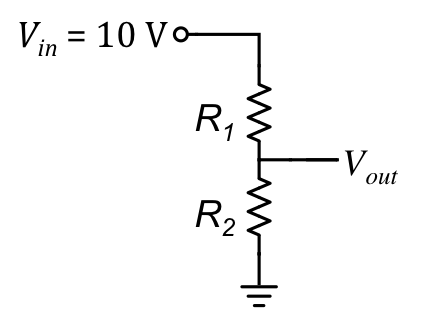 V_in = 10 V
R_1
V_out
R_2